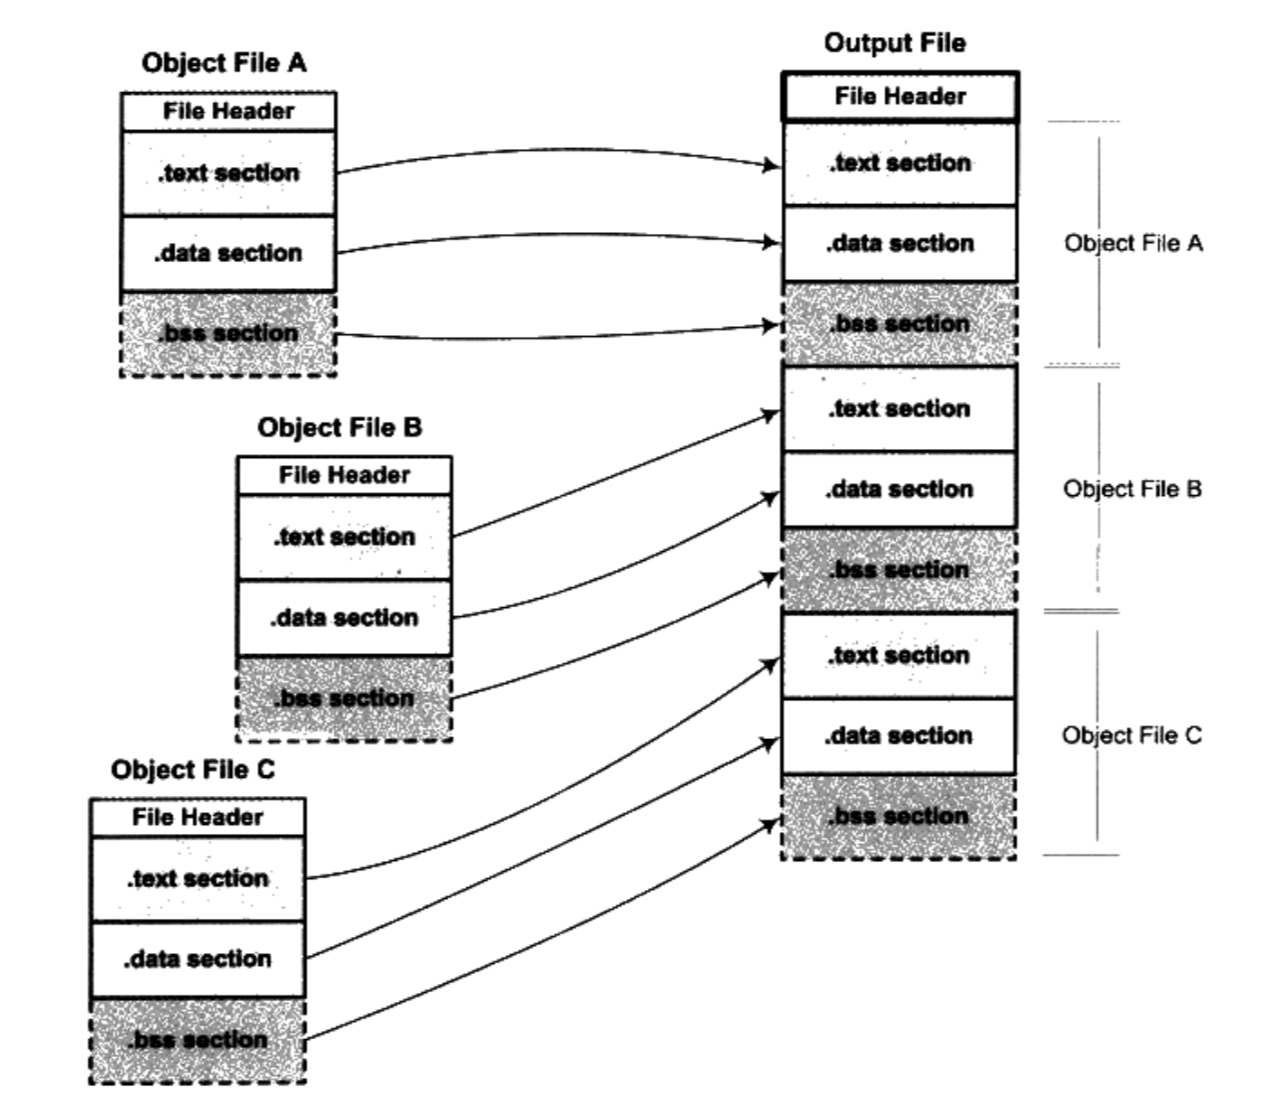 Object File A
File Header
.text section
.data section
.bss section
Object File B
File Header
.text section
.data section
.bss section
Object File C
File Header
.text section
.data section
.bss section
Output File
File Header
.text section
.data section
.bss section
.text section
.data section
.bss section
.text section
.data section
.bss section
Object File A
Object File B
Object File C